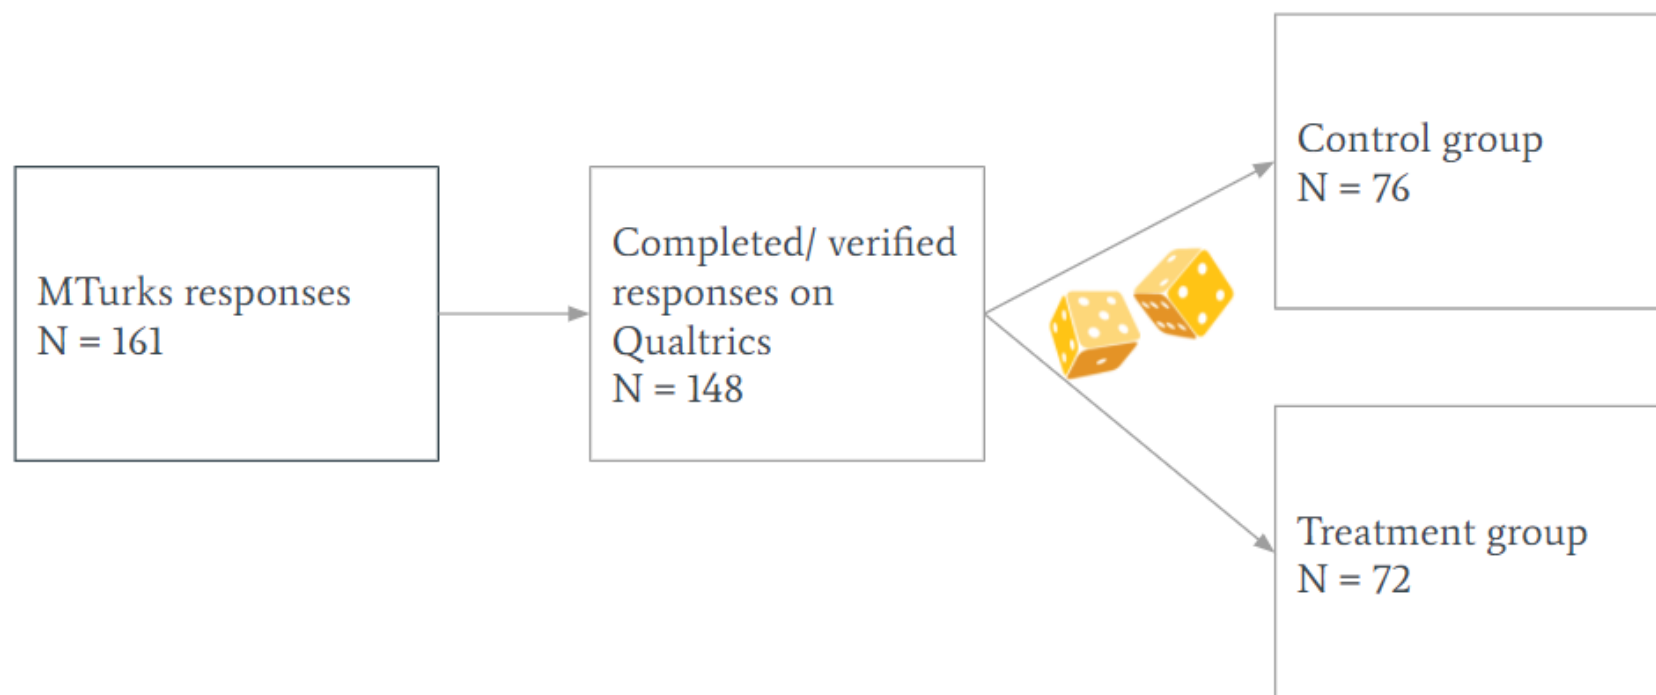 MTurks responses
N = 161
Completed/ verified
responses on
Qualtrics
N = 148
Control group
N = 76
Treatment group
N = 72